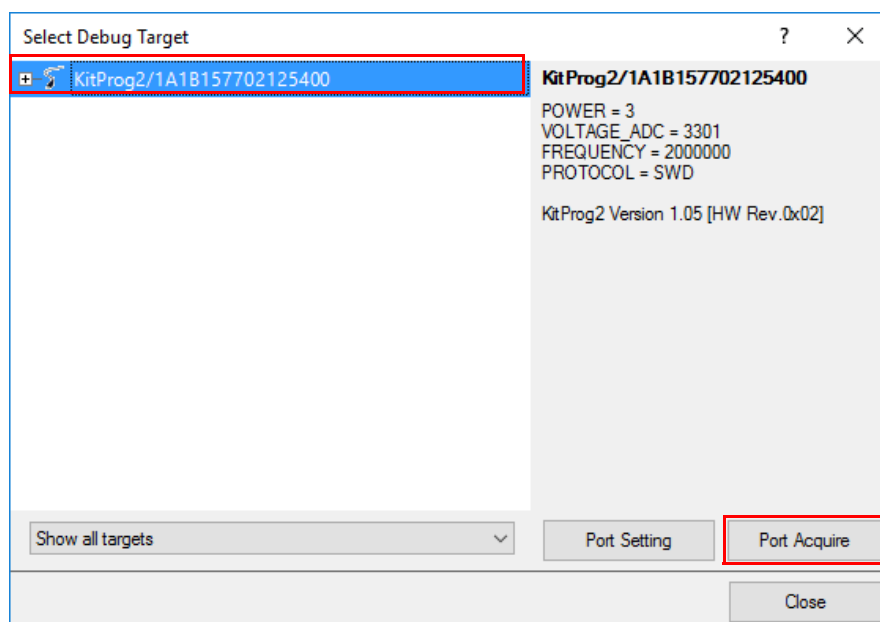 Select Debug Target
KitProg2/1A1B157702125400
KitProg2/1A1B157702125400
POWER = 3
VOLTAGE_ADC = 3301
FREQUENCY = 2000000
PROTOCOL = SWD
KitProg2 Version 1.05 [HW Rev.0x02]
Show all targets
Port Setting
Port Acquire
Close